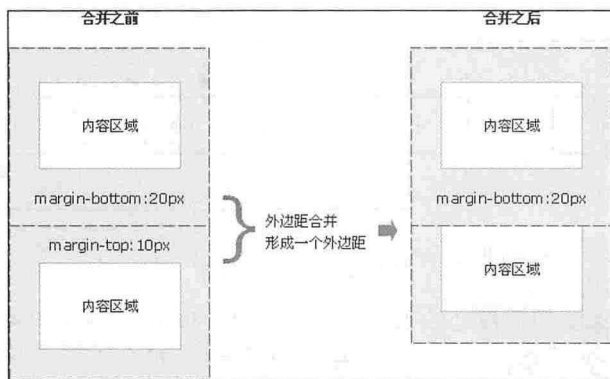 合并之前
合并之后
内容区域
margin-bottom:20px
margin-top:10px
内容区域
外边距合并
形成一个外边距
内容区域
margin-bottom:20px
内容区域